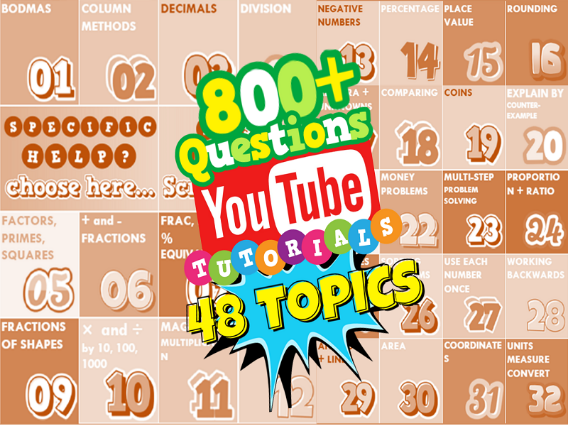 BODMAS
01
COLUMN
METHODS
02
DECIMALS
DIVISION
NEGATIVE
NUMBERS
13
PERCENTAGE
14
PLACE
VALUE
15
ROUNDING
16
800+
Questions
YouTube
TUTORIALS
48 TOPICS
SPECIFIC
HELP?
choose here...
COMPARING
18
COINS
19
EXPLAIN BY
COUNTER-
EXAMPLE
20
MONEY
PROBLEMS
22
MULTI-STEP
PROBLEM
SOLVING
23
PROPORTIO
N + RATIO
24
FACTORS,
PRIMES,
SQUARES
05
+ and -
FRACTIONS
06
FRAC,
%
26
USE EACH
NUMBER
ONCE
27
WORKING
BACKWARDS
28
FRACTIONS
OF SHAPES
09
× and ÷
by 10, 100,
1000
10
N
11
12
29
AREA
30
COORDINATE
S
31
UNITS
MEASURE
CONVERT
32